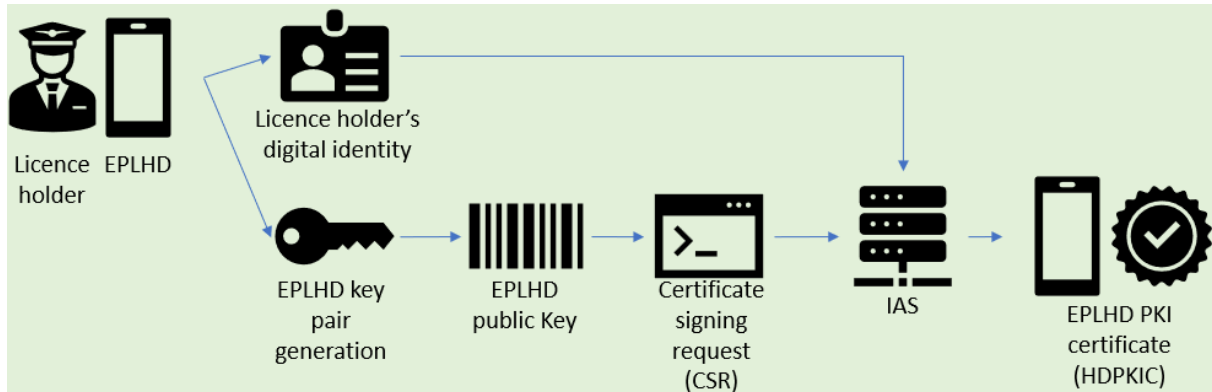 Licence
holder
EPLHD
Licence holder’s
digital identity
EPLHD key
pair
generation
EPLHD
public Key
Certificate
signing
request
(CSR)
IAS
EPLHD PKI
certificate
(HDPKIC)